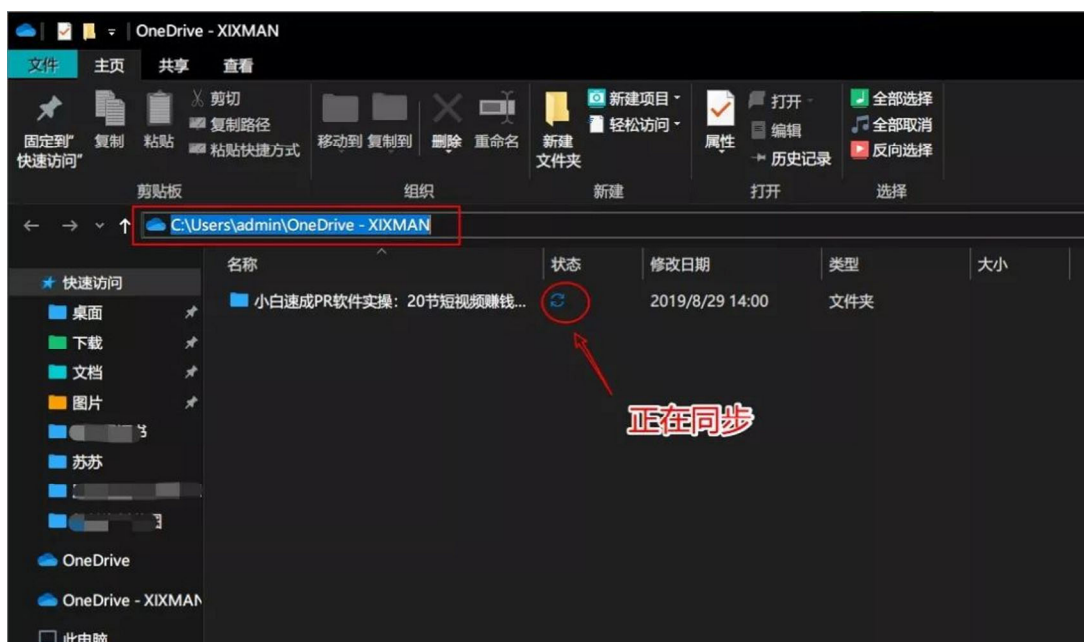 OneDrive - XIXMAN
文件 主页 共享 查看
固定到"快速访问"
复制
粘贴
剪切
复制路径
粘贴快捷方式
剪贴板
移动到 复制到 删除 重命名
组织
新建文件夹
新建项目
轻松访问
新建
属性
打开
编辑
历史记录
打开
全部选择
全部取消
反向选择
选择
C:\Users\admin\OneDrive - XIXMAN
名称 状态 修改日期 类型 大小
小白速成PR软件实操:20节短视频赚钱... 2019/8/29 14:00 文件夹
正在同步
快速访问
桌面
下载
文档
图片
苏苏
OneDrive
OneDrive - XIXMAN
此电脑